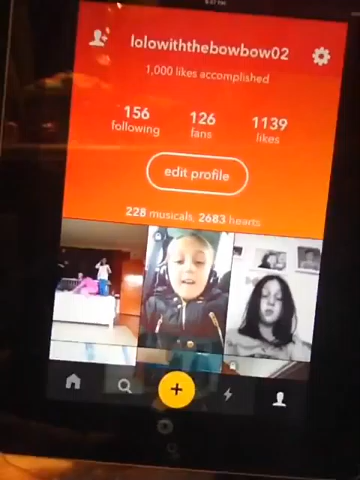 lolowiththebowbow02
1,000 likes accomplished
156
following
126
fans
1139
likes
edit profile
228 musicals, 2683 hearts